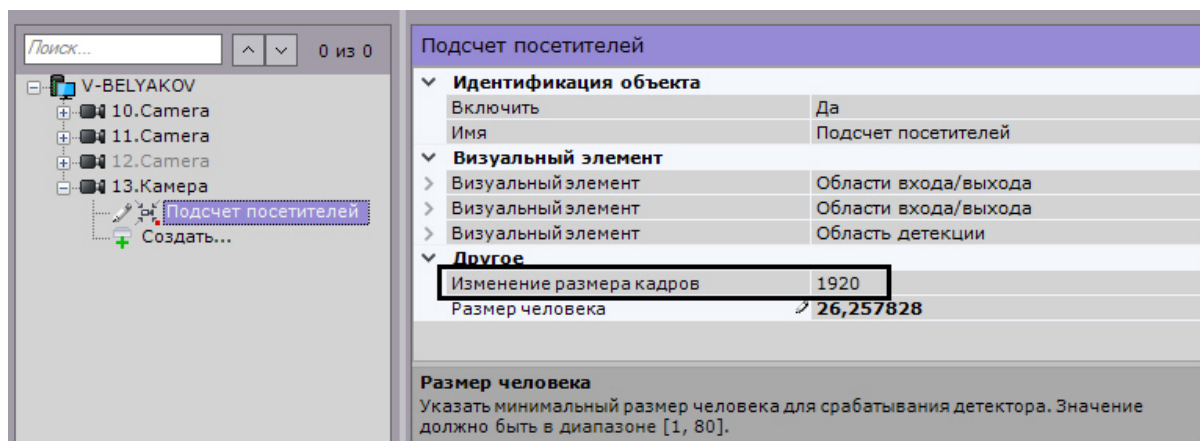 Поиск...
0 из 0
V-BELYAKOV
10.Camera
11.Camera
12.Camera
13.Камера
Подсчет посетителей
Создать...
Подсчет посетителей
Идентификация объекта
Включить Да
Имя Подсчет посетителей
Визуальный элемент
Визуальный элемент Области входа/выхода
Визуальный элемент Области входа/выхода
Визуальный элемент Область детекции
Другое
Изменение размера кадров 1920
Размер человека 26,257828
Размер человека
Указать минимальный размер человека для срабатывания детектора. Значение
должно быть в диапазоне [1, 80].